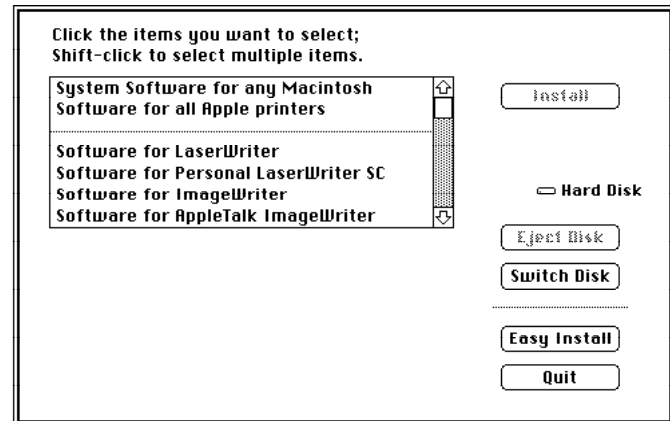 Click the items you want to select;
Shift-click to select multiple items.
System Software for any Macintosh
Software for all Apple printers
Software for LaserWriter
Software for Personal LaserWriter SC
Software for ImageWriter
Software for AppleTalk ImageWriter
Install
Hard Disk
Eject Disk
Switch Disk
Easy Install
Quit